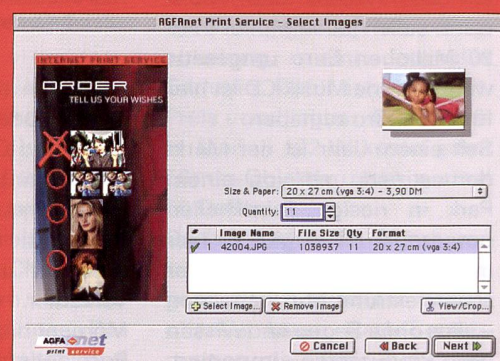 AGFAnet Print Service - Select Images
INTERNET PRINT SERVICE
ORDER
TELL US YOUR WISHES
Size & Paper: 20 x 27 cm (vga 3:4) - 3,90 DM
Quantity: 11
# Image Name File Size Qty Format
1 42004.JPG 1038937 11 20 x 27 cm (vga 3:4)
Select Image... Remove Image View/Crop...
AGFA net
print service
Cancel Back Next